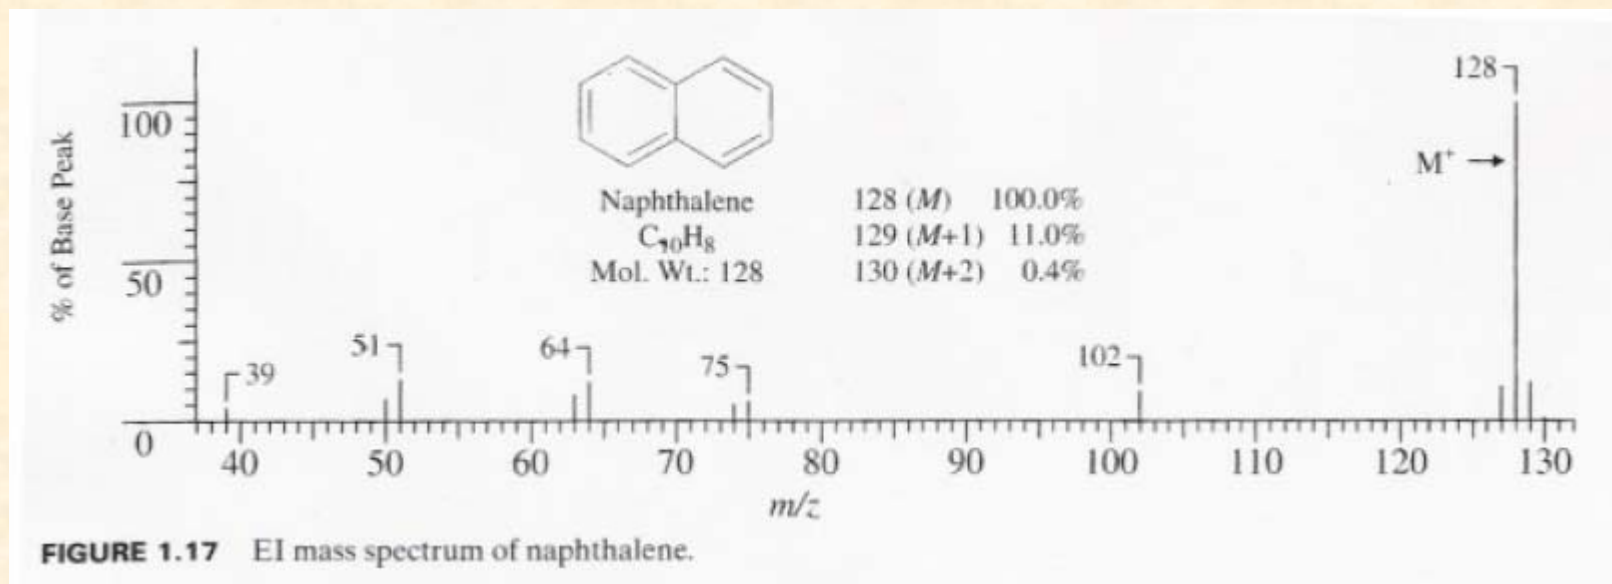 % of Base Peak
100
50
0
Naphthalene
C₁₀H₈
Mol. Wt.: 128
128 (M) 100.0%
129 (M+1) 11.0%
130 (M+2) 0.4%
128
M⁺
39
51
64
75
102
40 50 60 70 80 90 100 110 120 130
m/z
FIGURE 1.17 EI mass spectrum of naphthalene.